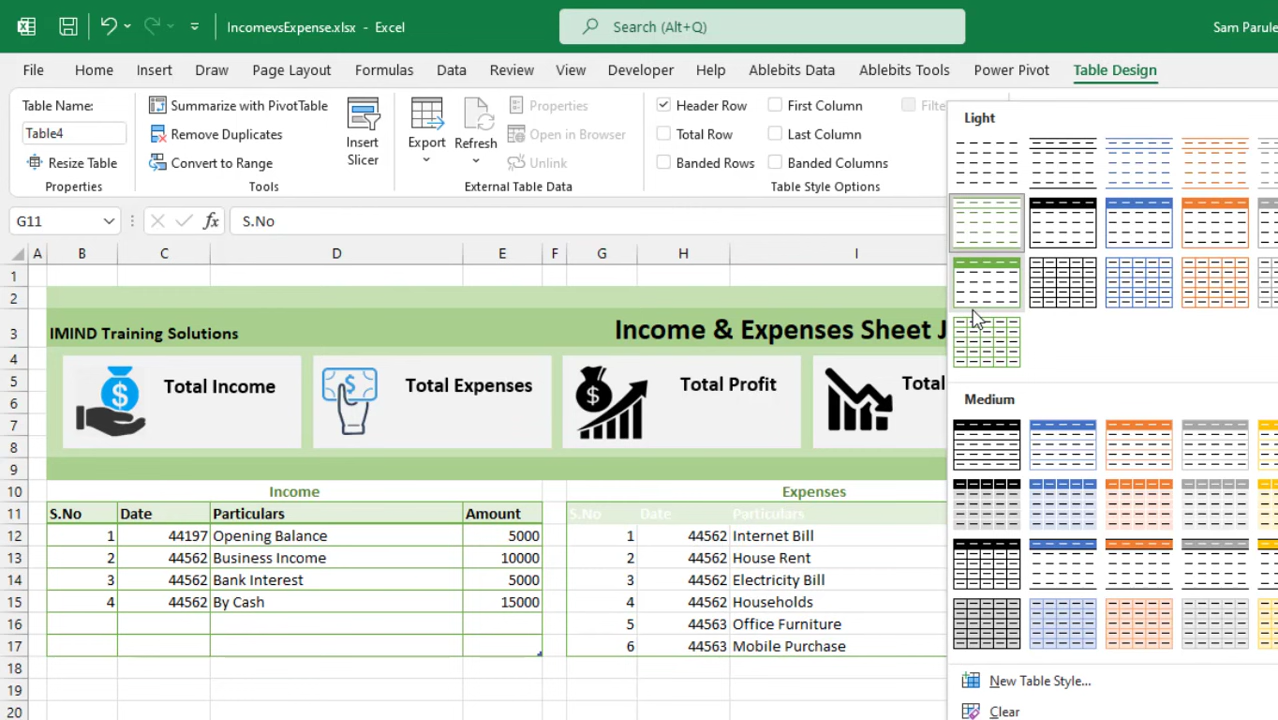 IncomevsExpense.xlsx - Excel
Search (Alt+Q)
Sam Parule
File Home Insert Draw Page Layout Formulas Data Review View Developer Help Ablebits Data Ablebits Tools Power Pivot Table Design
Table Name:
Table4
Resize Table
Properties
Summarize with PivotTable
Remove Duplicates
Convert to Range
Tools
Insert
Slicer
Export
Refresh
Properties
Open in Browser
Unlink
External Table Data
Header Row
Total Row
Banded Rows
First Column
Last Column
Banded Columns
Filte
Table Style Options
Light
Medium
New Table Style...
Clear
G11 fx S.No
A B C D E F G H I
1
2
3 IMIND Training Solutions Income & Expenses Sheet J
4
5 Total Income Total Expenses Total Profit Total
6
7
8
9
10 Income Expenses
11 S.No Date Particulars Amount S.No Date Particulars
12 1 44197 Opening Balance 5000 1 44562 Internet Bill
13 2 44562 Business Income 10000 2 44562 House Rent
14 3 44562 Bank Interest 5000 3 44562 Electricity Bill
15 4 44562 By Cash 15000 4 44562 Households
16 5 44563 Office Furniture
17 6 44563 Mobile Purchase
18
19
20